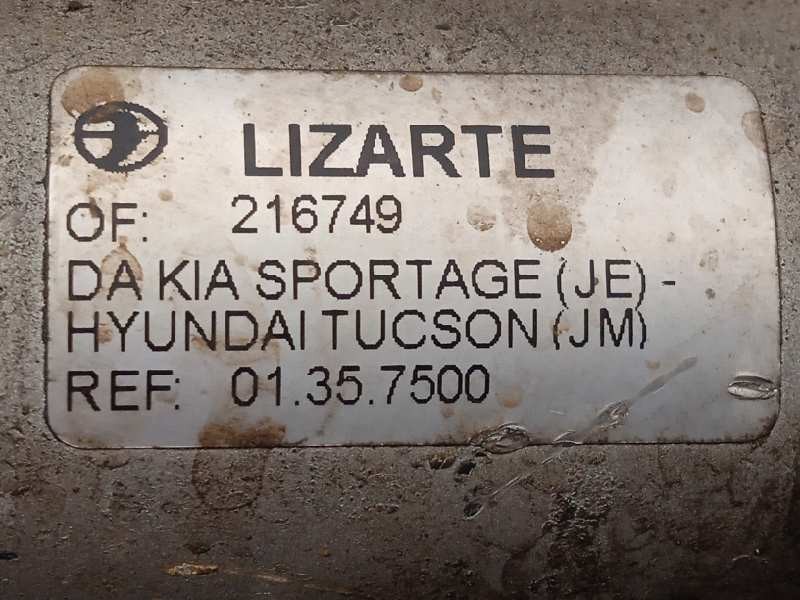 LIZARTE
OF: 216749
DA KIA SPORTAGE (JE) -
HYUNDAI TUCSON (JM)
REF: 01.35.7500